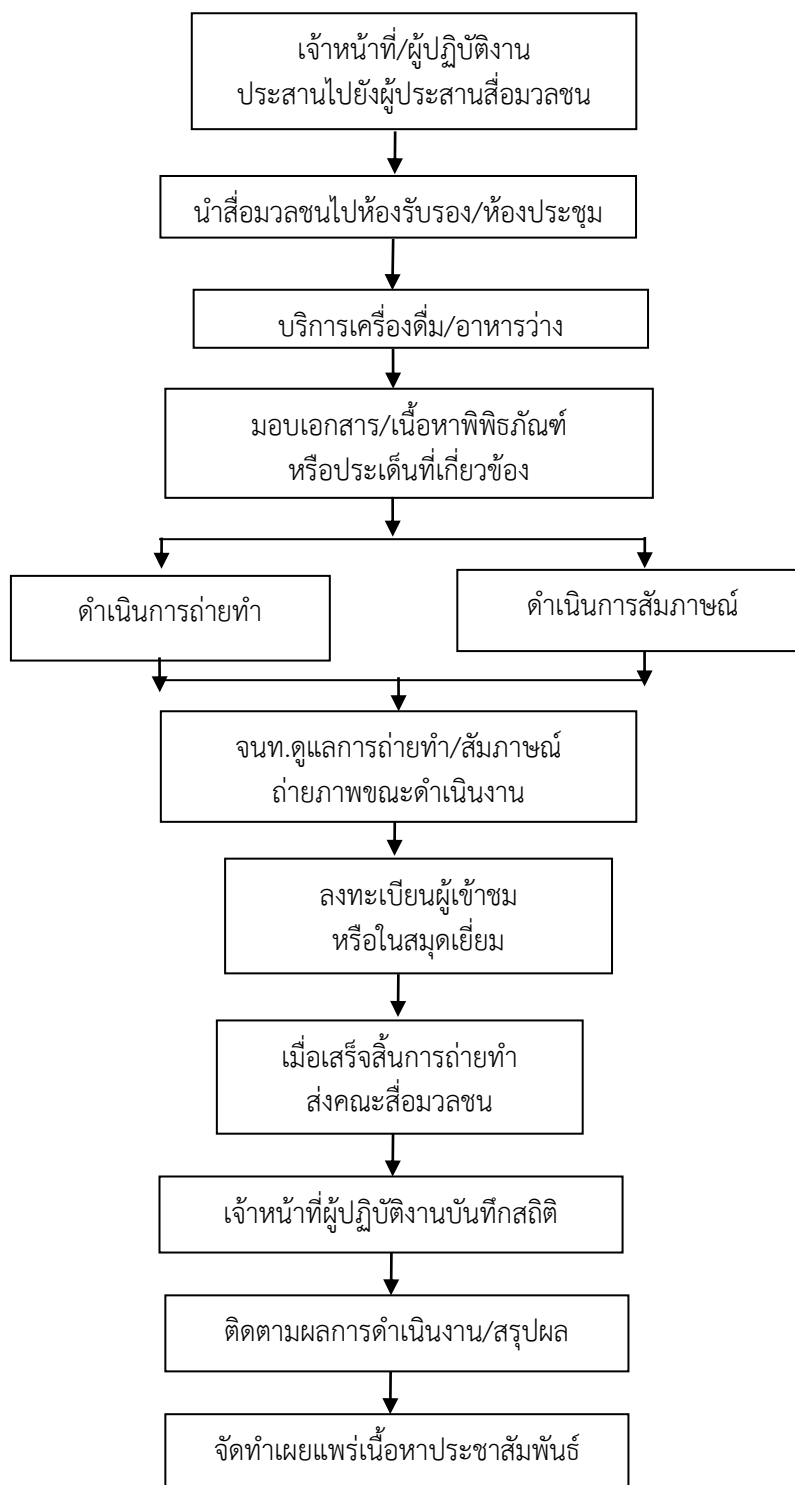 เจ้าหน้าที่/ผู้ปฏิบัติงาน
ประสานไปยังผู้ประสานสื่อมวลชน
นำสื่อมวลชนไปห้องรับรอง/ห้องประชุม
บริการเครื่องดื่ม/อาหารว่าง
มอบเอกสาร/เนื้อหาพิพิธภัณฑ์
หรือประเด็นที่เกี่ยวข้อง
ดำเนินการถ่ายทำ
ดำเนินการสัมภาษณ์
จนท.ดูแลการถ่ายทำ/สัมภาษณ์
ถ่ายภาพขณะดำเนินงาน
ลงทะเบียนผู้เข้าชม
หรือในสมุดเยี่ยม
เมื่อเสร็จสิ้นการถ่ายทำ
ส่งคณะสื่อมวลชน
เจ้าหน้าที่ผู้ปฏิบัติงานบันทึกสถิติ
ติดตามผลการดำเนินงาน/สรุปผล
จัดทำเผยแพร่เนื้อหาประชาสัมพันธ์